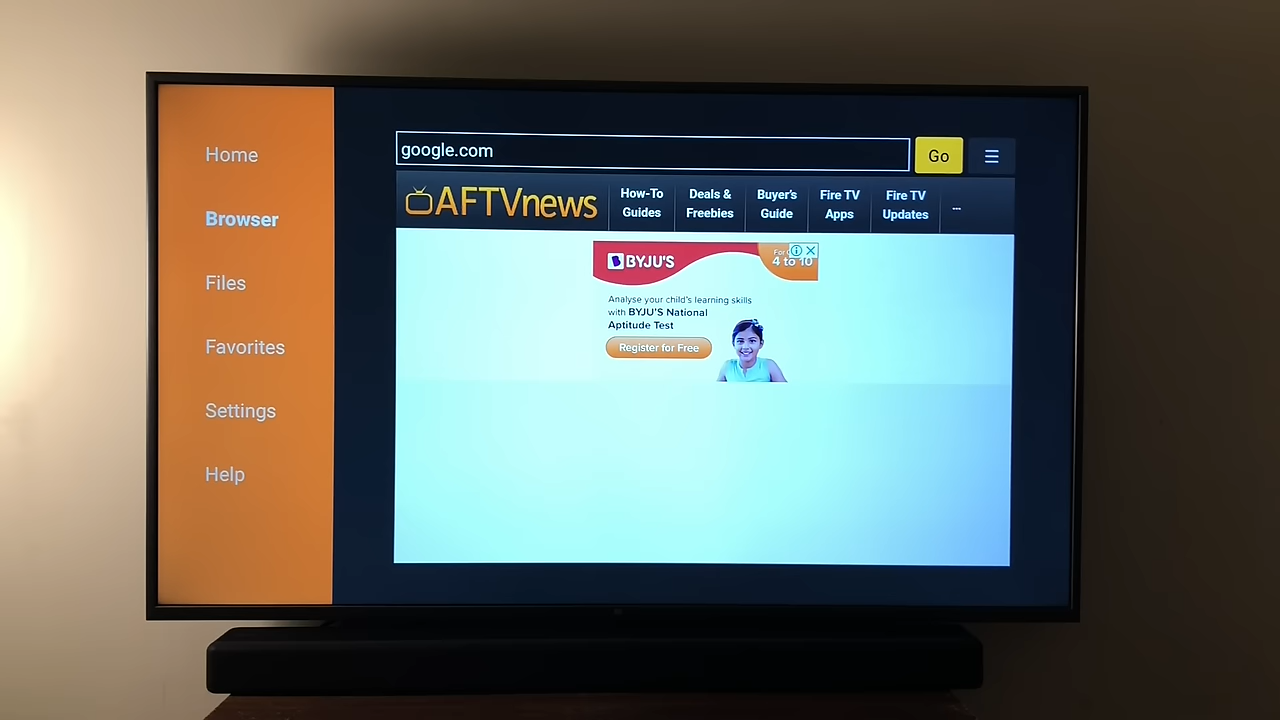 Home
Browser
Files
Favorites
Settings
Help
google.com
Go
AFTVnews
How-To
Guides
Deals &
Freebies
Buyer's
Guide
Fire TV
Apps
Fire TV
Updates
...
BYJU'S
4 to 10
Analyse your child's learning skills
with BYJU'S National
Aptitude Test
Register for Free